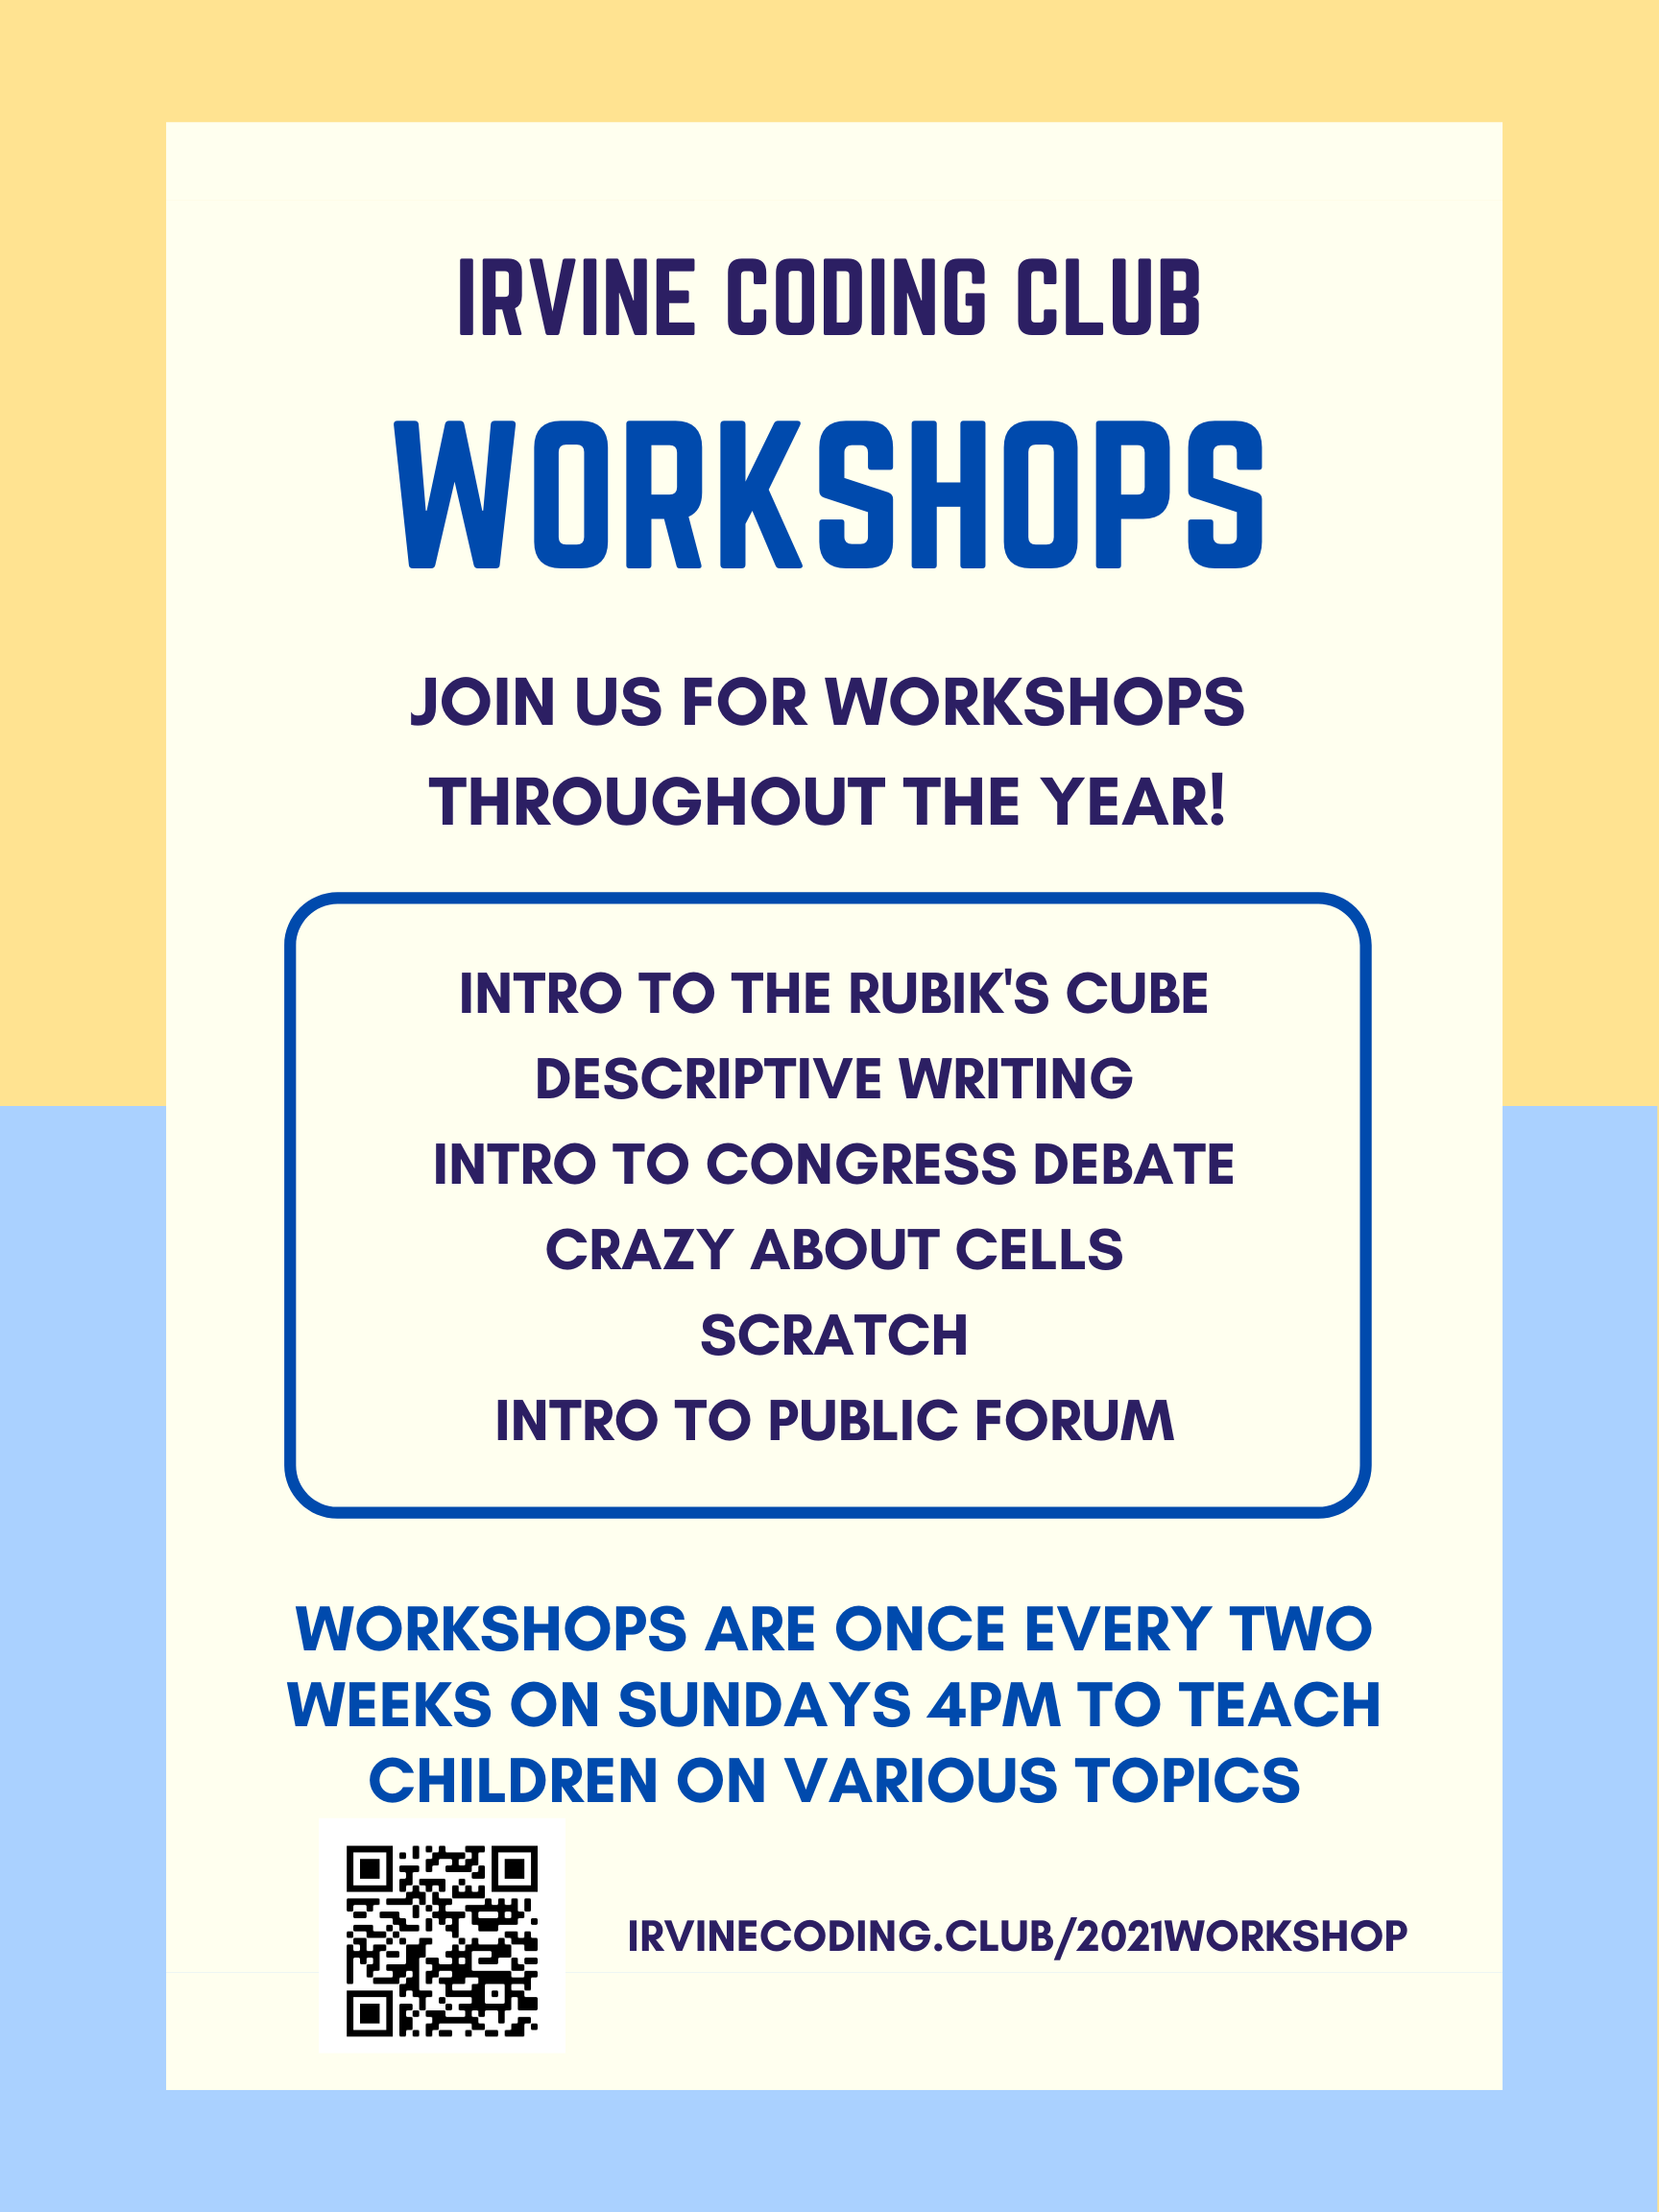 IRVINE CODING CLUB
WORKSHOPS
JOIN US FOR WORKSHOPS
THROUGHOUT THE YEAR!
INTRO TO THE RUBIK'S CUBE
DESCRIPTIVE WRITING
INTRO TO CONGRESS DEBATE
CRAZY ABOUT CELLS
SCRATCH
INTRO TO PUBLIC FORUM
WORKSHOPS ARE ONCE EVERY TWO
WEEKS ON SUNDAYS 4PM TO TEACH
CHILDREN ON VARIOUS TOPICS
IRVINECODING.CLUB/2021WORKSHOP